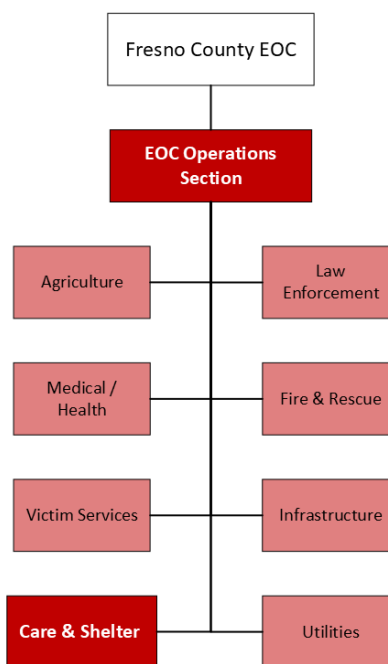 Fresno County EOC
EOC Operations
Section
Agriculture
Law
Enforcement
Medical /
Health
Fire & Rescue
Victim Services
Infrastructure
Care & Shelter
Utilities